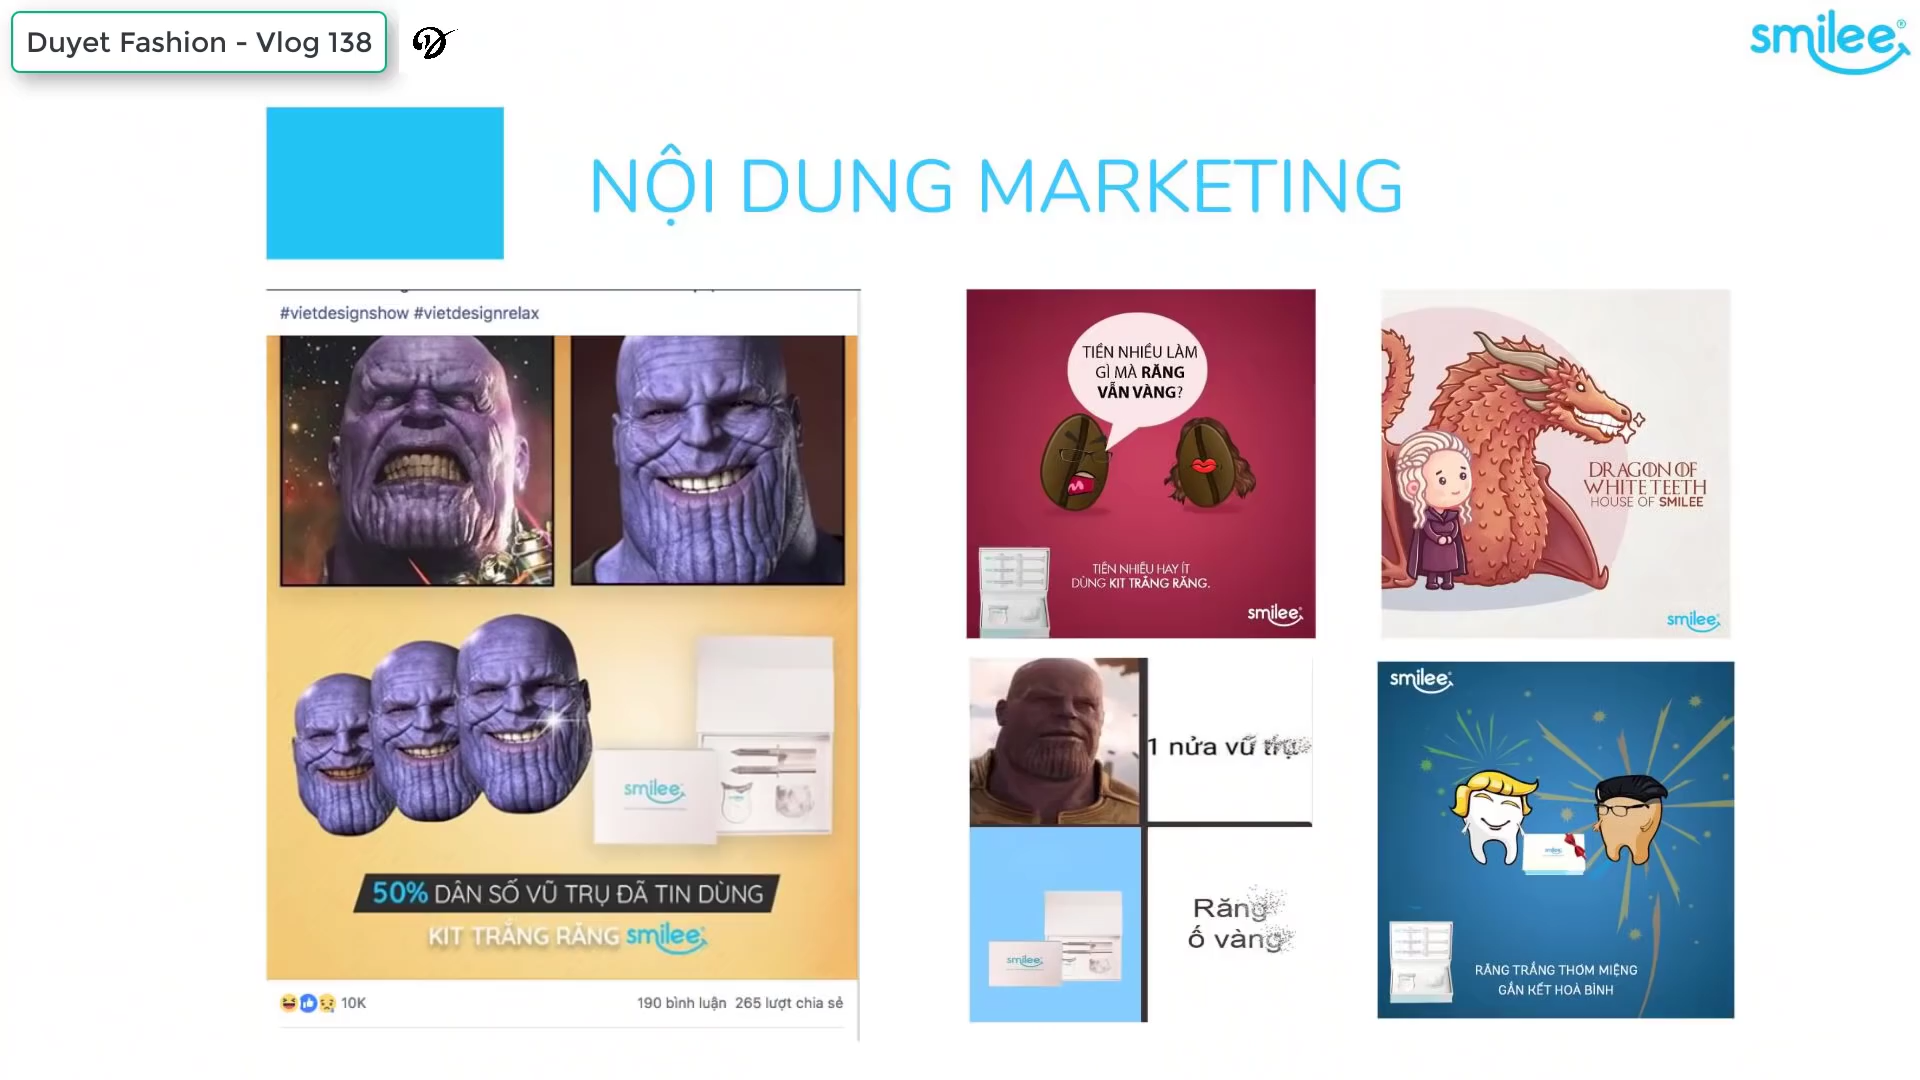 Duyet Fashion - Vlog 138
smilee
NỘI DUNG MARKETING
#vietdesignshow #vietdesignrelax
smilee
50% DÂN SỐ VŨ TRỤ ĐÃ TIN DÙNG
KIT TRẮNG RĂNG smilee
10K
190 bình luận 265 lượt chia sẻ
TIỀN NHIỀU LÀM
GÌ MÀ RĂNG
VẪN VÀNG?
TIỀN NHIỀU HAY ÍT
DÙNG KIT TRẮNG RĂNG.
smilee
DRAGON OF
WHITE TEETH
HOUSE OF SMILEE
smilee
1 nửa vũ trụ
Răng
ố vàng
smilee
smilee
smilee
RĂNG TRẮNG THƠM MIỆNG
GẮN KẾT HOÀ BÌNH